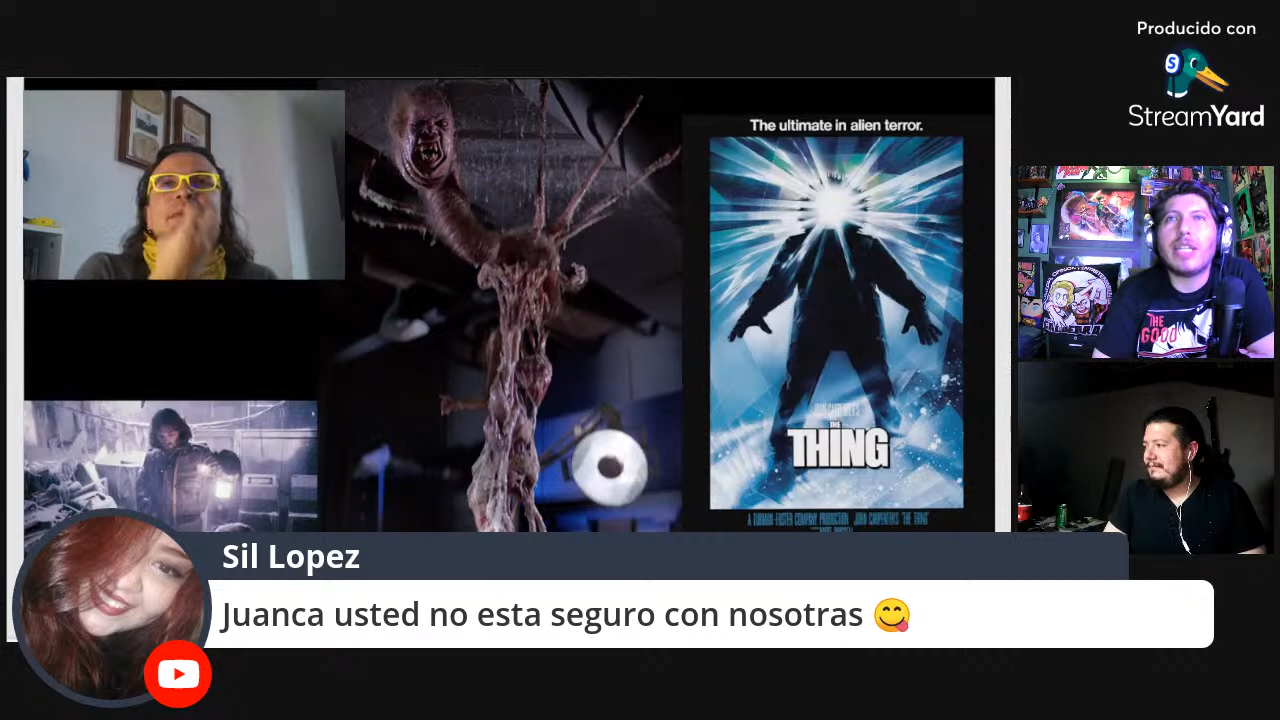 Producido con
StreamYard
The ultimate in alien terror.
THE
THING
THE
GOOD
Sil Lopez
Juanca usted no esta seguro con nosotras 😋